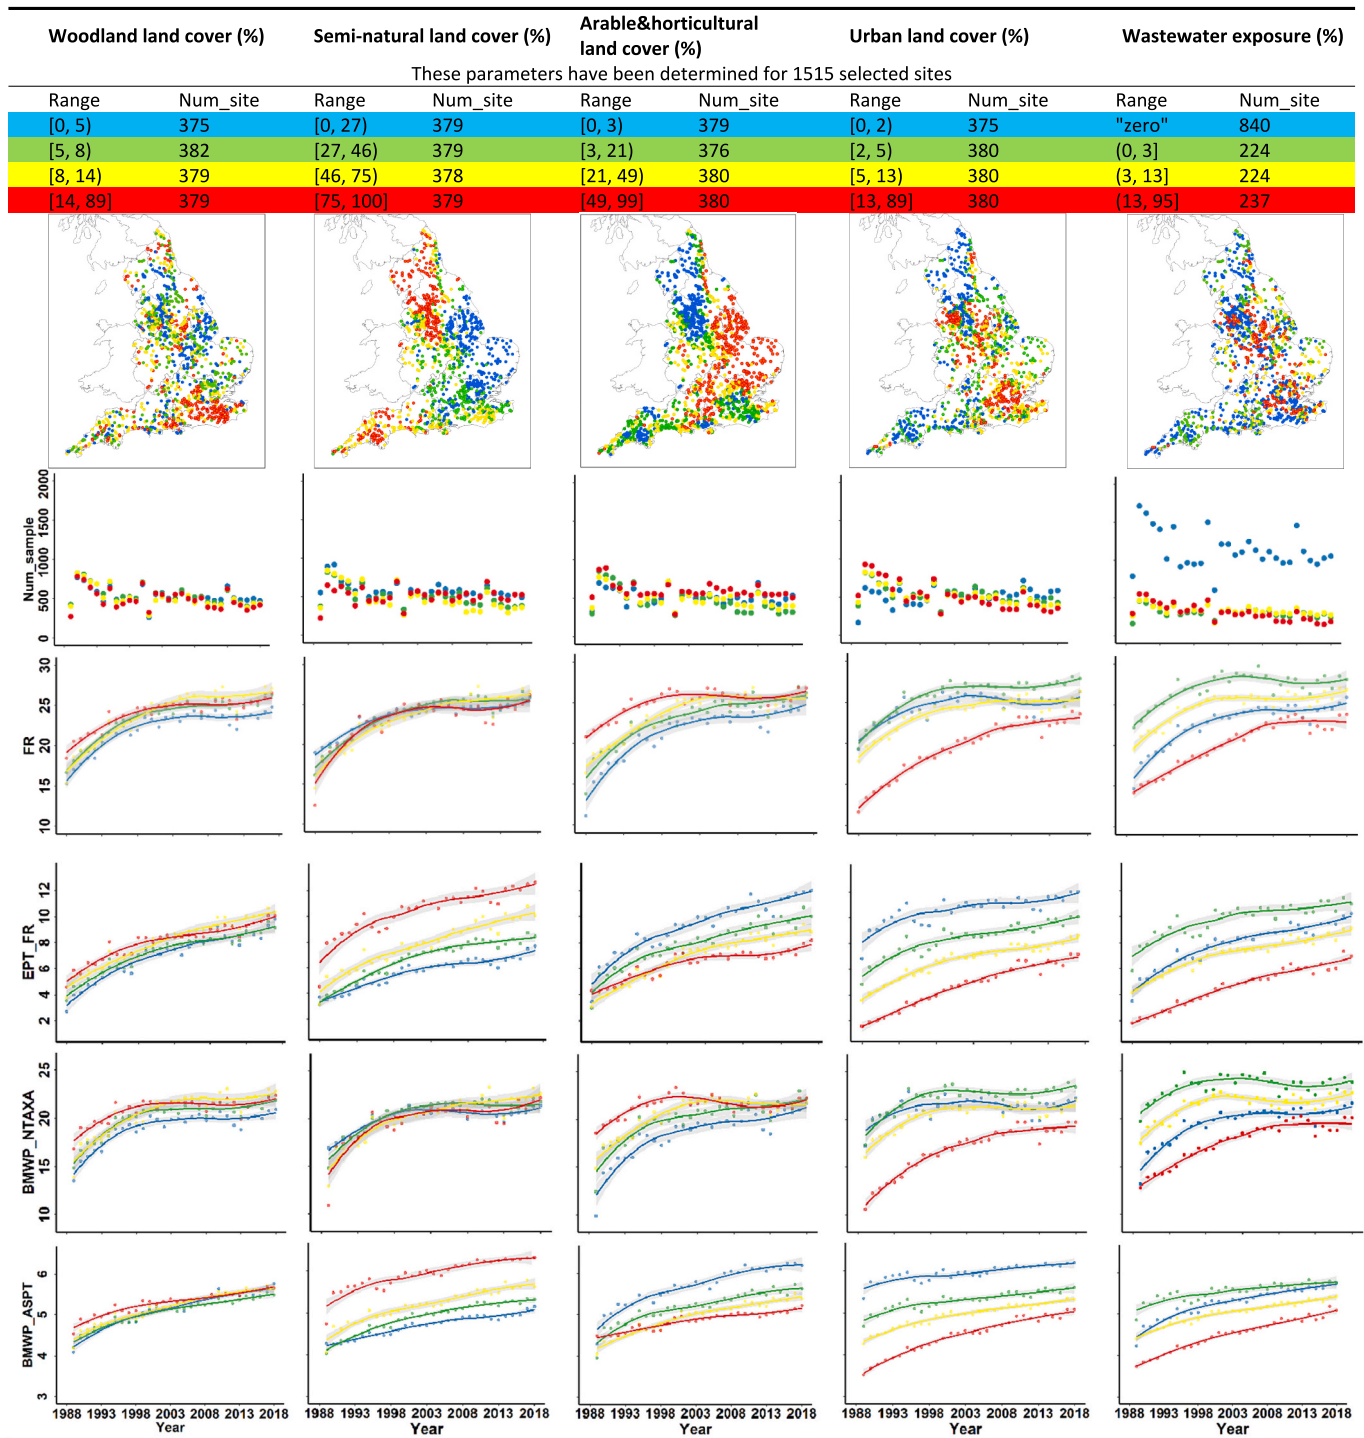 Woodland land cover (%) Semi-natural land cover (%) Arable&horticultural land cover (%) Urban land cover (%) Wastewater exposure (%)
These parameters have been determined for 1515 selected sites
Range Num_site Range Num_site Range Num_site Range Num_site Range Num_site
[0, 5) 375 [0, 27) 379 [0, 3) 379 [0, 2) 375 "zero" 840
[5, 8) 382 [27, 46) 379 [3, 21) 376 [2, 5) 380 (0, 3] 224
[8, 14) 379 [46, 75) 378 [21, 49) 380 [5, 13) 380 (3, 13] 224
[14, 89] 379 [75, 100] 379 [49, 99] 380 [13, 89] 380 (13, 95] 237
Num_sample
2000
1500
1000
500
0
FR
30
25
20
15
10
EPT_FR
12
10
8
6
4
2
BMWP_NTAXA
25
20
15
10
BMWP_ASPT
6
5
4
3
1988 1993 1998 2003 2008 2013 2018 1988 1993 1998 2003 2008 2013 2018 1988 1993 1998 2003 2008 2013 2018 1988 1993 1998 2003 2008 2013 2018 1988 1993 1998 2003 2008 2013 2018
Year Year Year Year Year